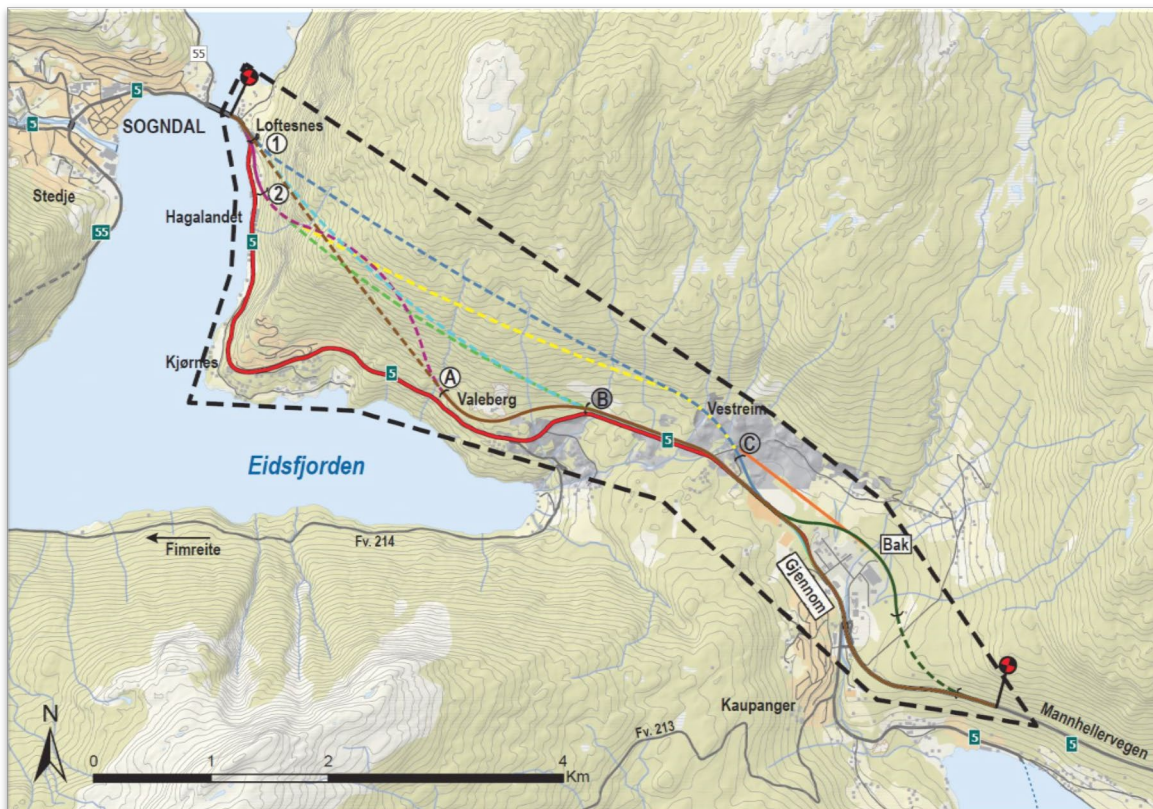 55
5
5
SOGNDAL
Loftesnes
1
Stedje
2
Hagalandet
55
5
Kjørnes
5
A
Valeberg
B
Vestreim
5
C
Eidsfjorden
Fimreite
Fv. 214
Bak
Gjennom
Kaupanger
Fv. 213
Mannhellervegen
5
5
N
0
1
2
4
Km